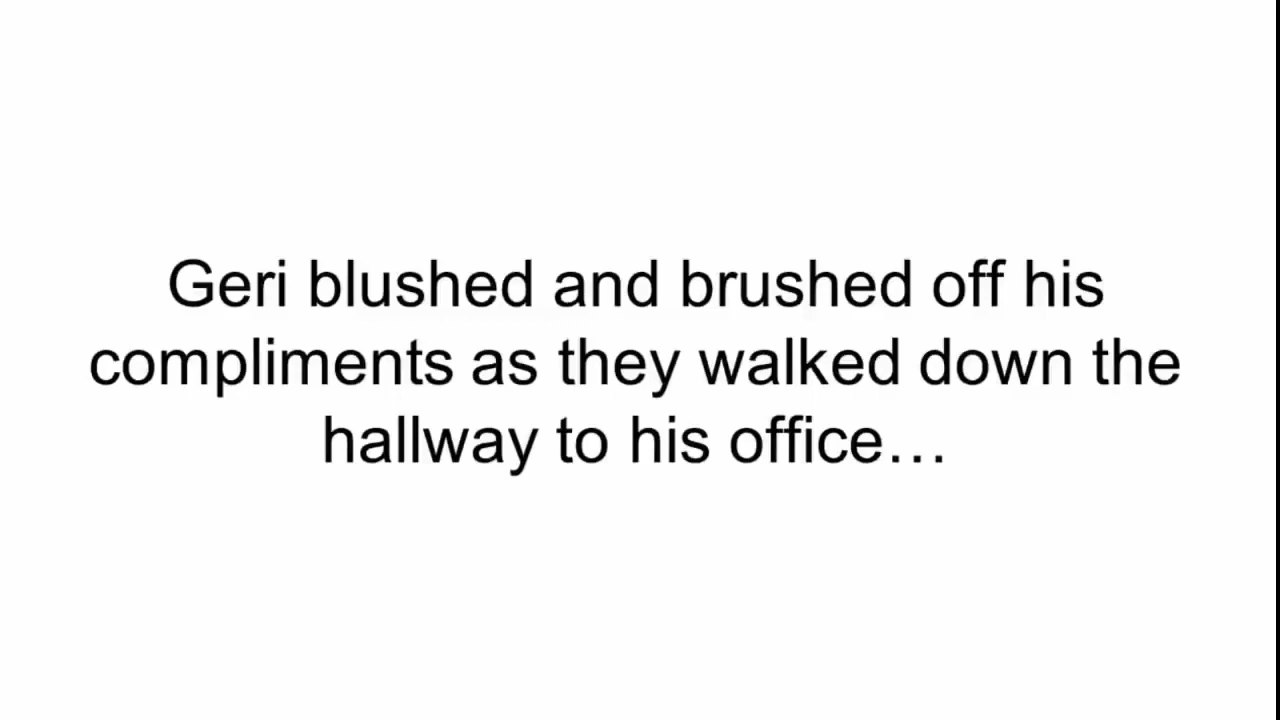 Geri blushed and brushed off his
compliments as they walked down the
hallway to his office…